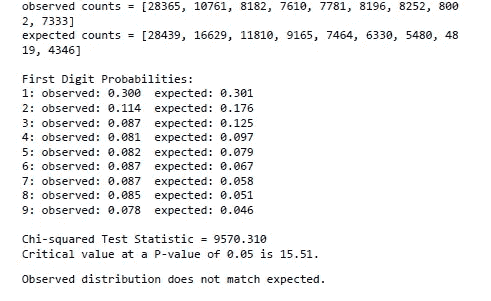 observed counts = [28365, 10761, 8182, 7610, 7781, 8196, 8252, 800
2, 7333]
expected counts = [28439, 16629, 11810, 9165, 7464, 6330, 5480, 48
19, 4346]
First Digit Probabilities:
1: observed: 0.300 expected: 0.301
2: observed: 0.114 expected: 0.176
3: observed: 0.087 expected: 0.125
4: observed: 0.081 expected: 0.097
5: observed: 0.082 expected: 0.079
6: observed: 0.087 expected: 0.067
7: observed: 0.087 expected: 0.058
8: observed: 0.085 expected: 0.051
9: observed: 0.078 expected: 0.046
Chi-squared Test Statistic = 9570.310
Critical value at a P-value of 0.05 is 15.51.
Observed distribution does not match expected.